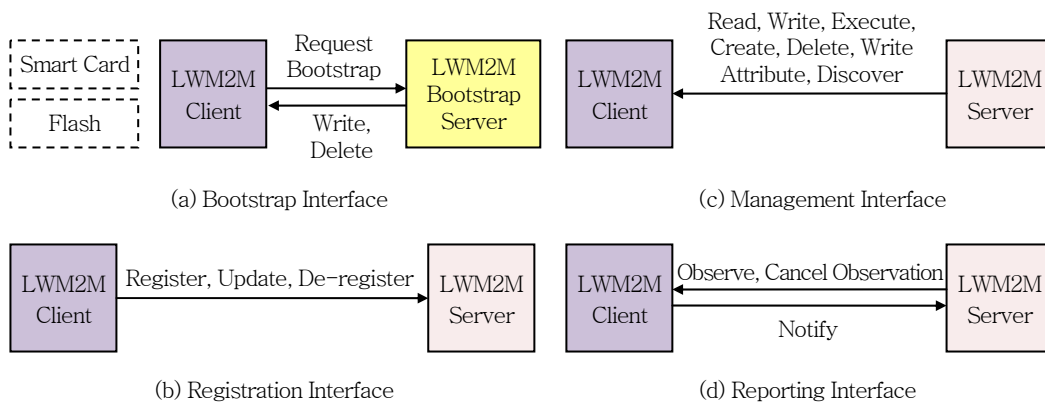 Smart Card
Flash
LWM2M
Client
Request
Bootstrap
Write,
Delete
LWM2M
Bootstrap
Server
(a) Bootstrap Interface
LWM2M
Client
Read, Write, Execute,
Create, Delete, Write
Attribute, Discover
LWM2M
Server
(c) Management Interface
LWM2M
Client
Register, Update, De-register
LWM2M
Server
(b) Registration Interface
LWM2M
Client
Observe, Cancel Observation
Notify
LWM2M
Server
(d) Reporting Interface